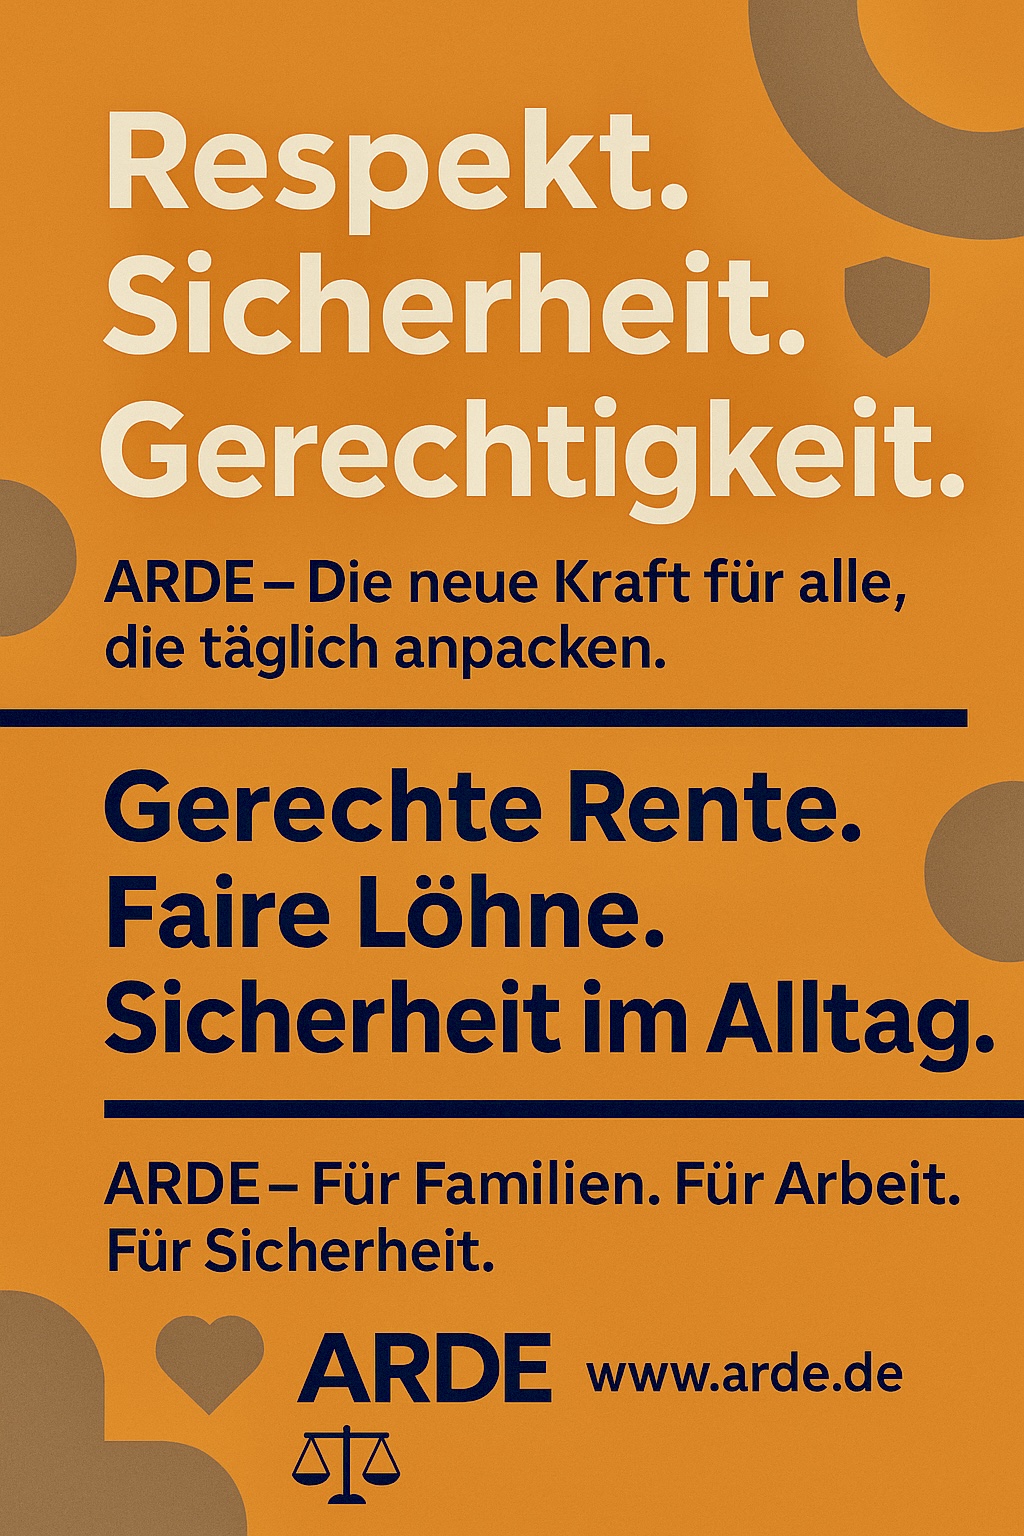 Respekt.
Sicherheit.
Gerechtigkeit.
ARDE – Die neue Kraft für alle,
die täglich anpacken.
Gerechte Rente.
Faire Löhne.
Sicherheit im Alltag.
ARDE – Für Familien. Für Arbeit.
Für Sicherheit.
ARDE www.arde.de